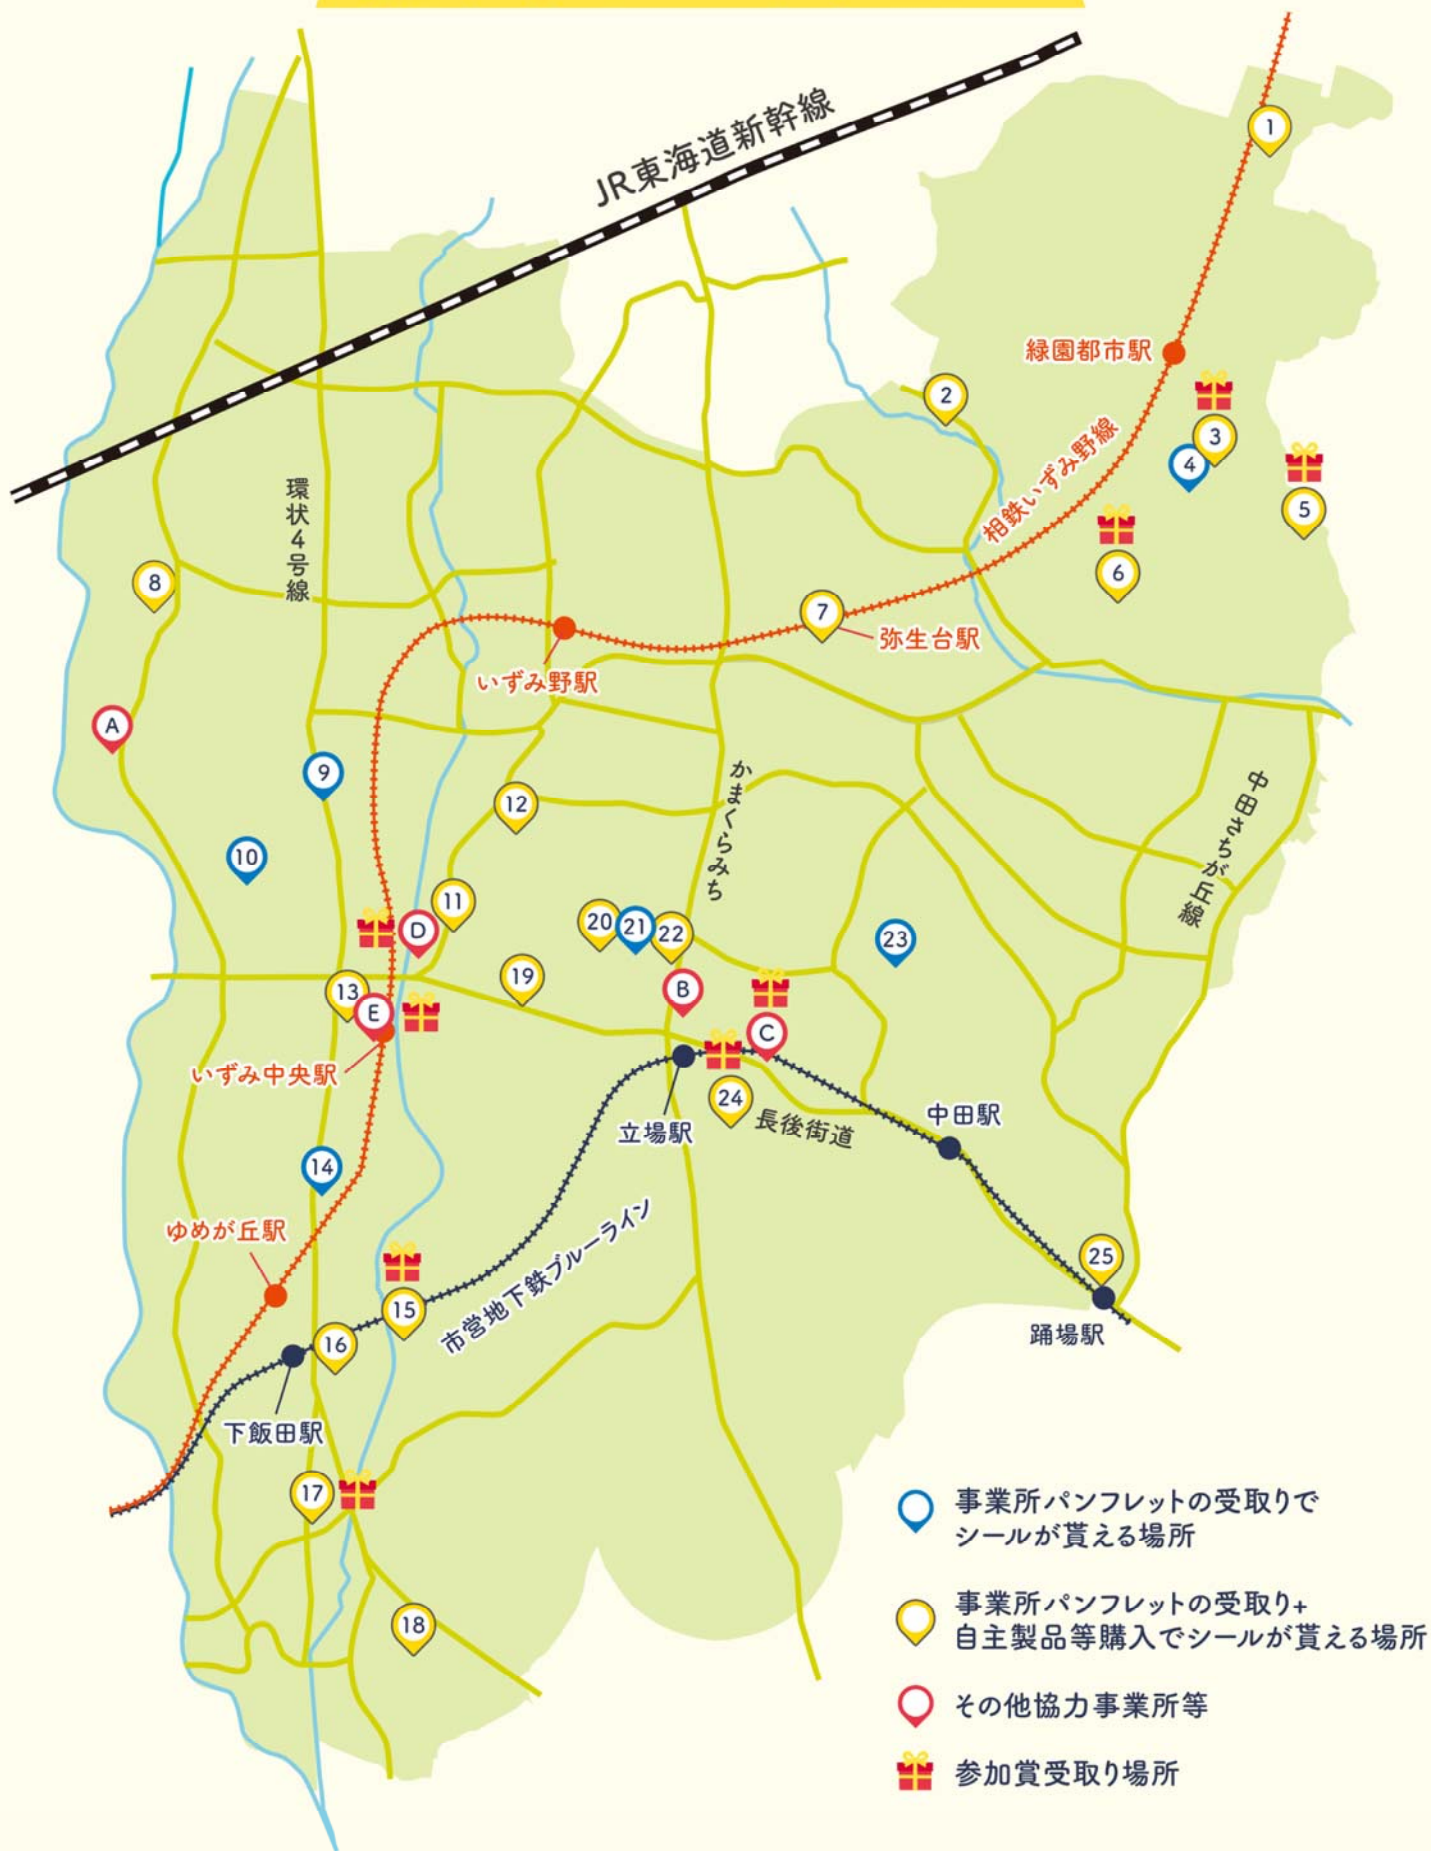 JR東海道新幹線
1
緑園都市駅
2
3
4
相鉄いずみ野線
環状4号線
5
6
8
7
弥生台駅
いずみ野駅
A
9
かまくらみち
中田さちが丘線
12
10
11
D
20
21
22
23
19
13
E
B
C
いずみ中央駅
24
立場駅
長後街道
中田駅
14
ゆめが丘駅
市営地下鉄ブルーライン
15
25
16
踊場駅
下飯田駅
17
18
事業所パンフレットの受取りで
シールが貰える場所
事業所パンフレットの受取り+
自主製品等購入でシールが貰える場所
その他協力事業所等
参加賞受取り場所